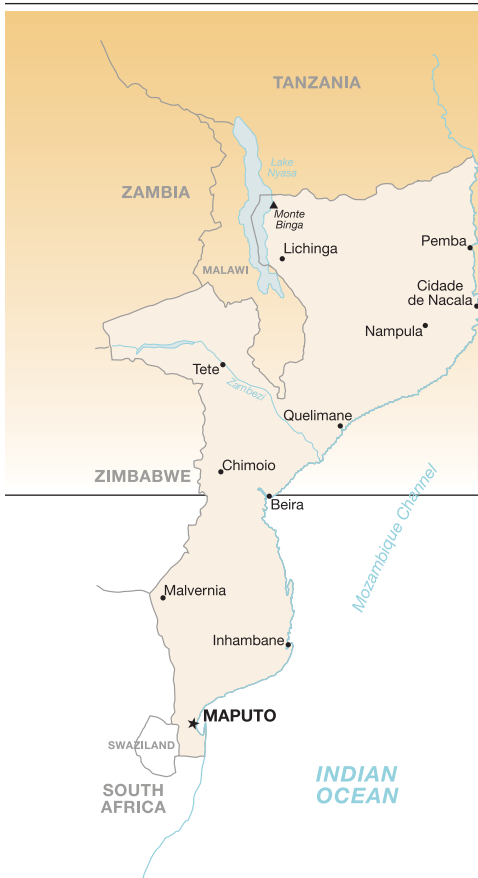 TANZANIA
Lake
Nyasa
ZAMBIA
Monte
Binga
Pemba
Lichinga
MALAWI
Cidade
de Nacala
Nampula
Tete
Zambezi
Quelimane
Chimoio
ZIMBABWE
Beira
Mozambique Channel
Malvernia
Inhambane
MAPUTO
SWAZILAND
INDIAN
OCEAN
SOUTH
AFRICA